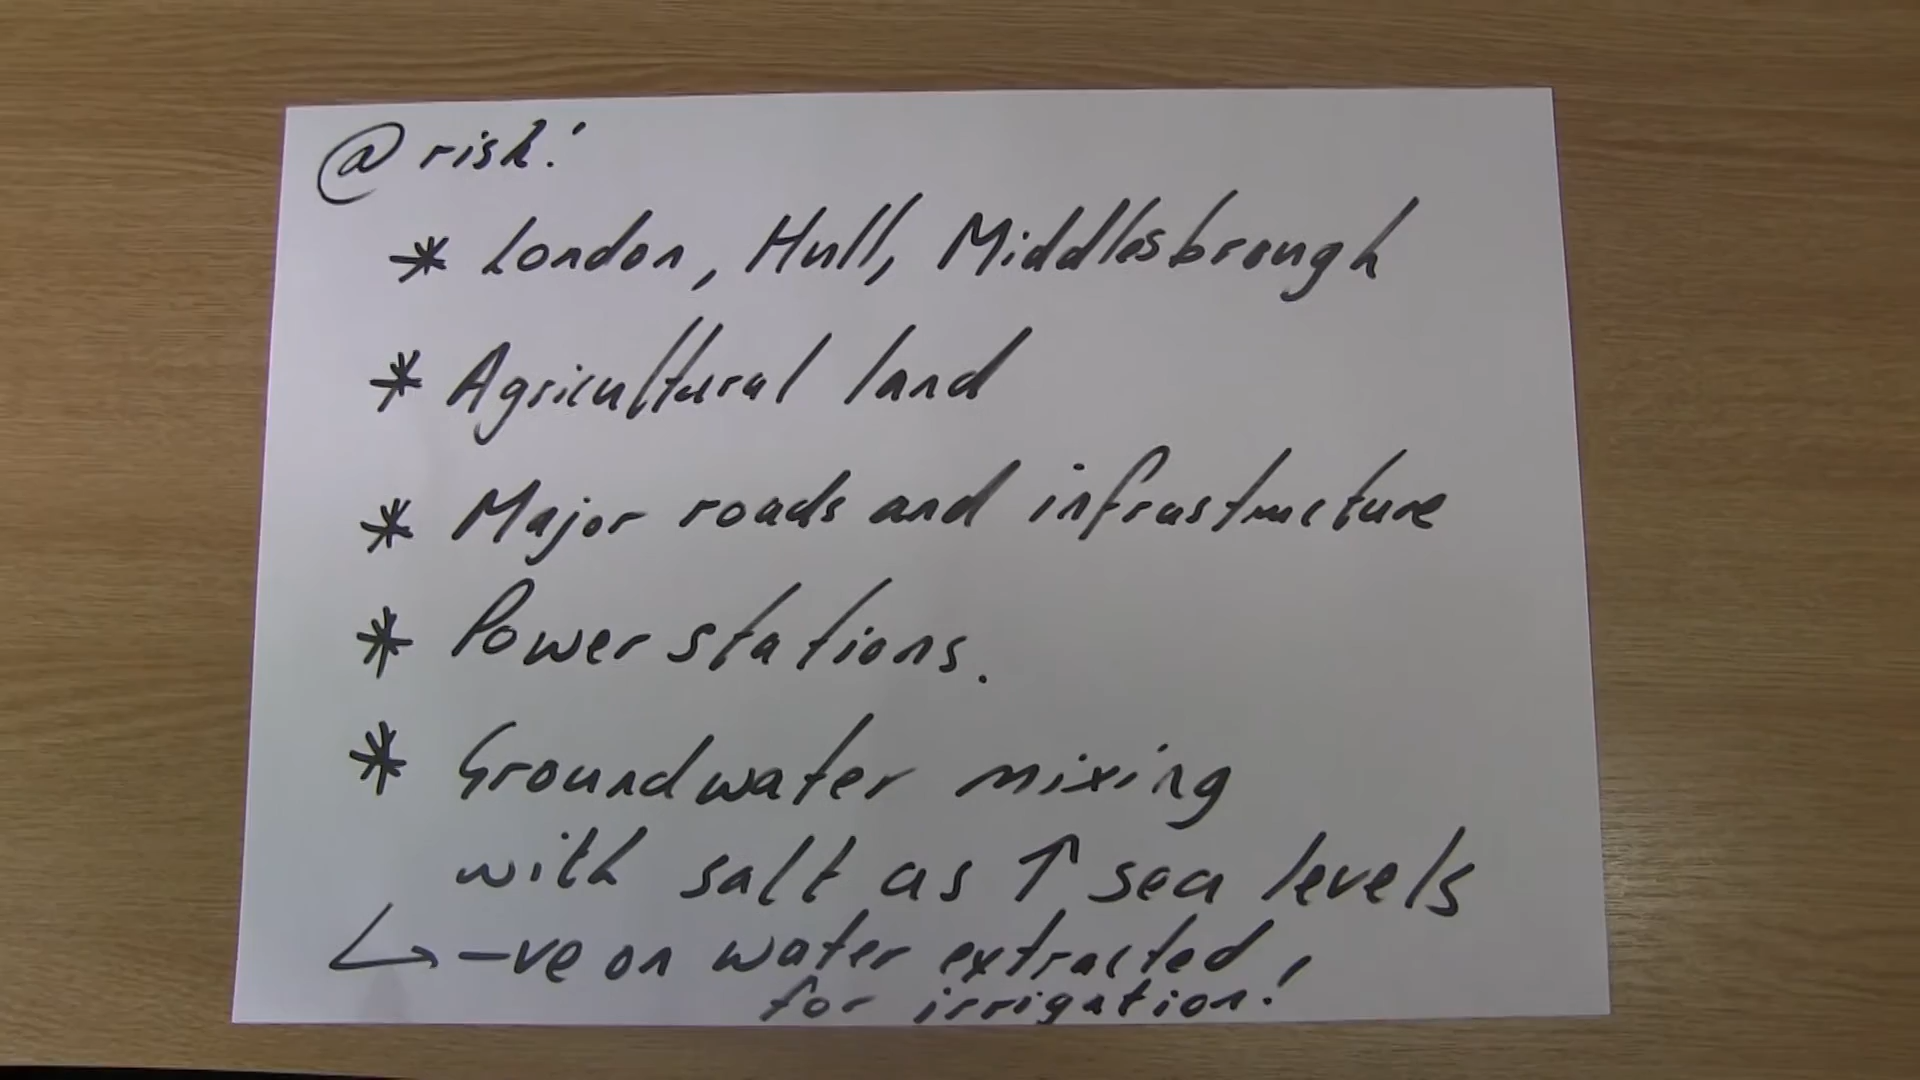 @ risk!
* London, Hull, Middlesbrough
* Agricultural land
* Major roads and infrastructure
* Power stations.
* Groundwater mixing
with salt as ↑ sea levels
↳ -ve on water extracted
for irrigation!